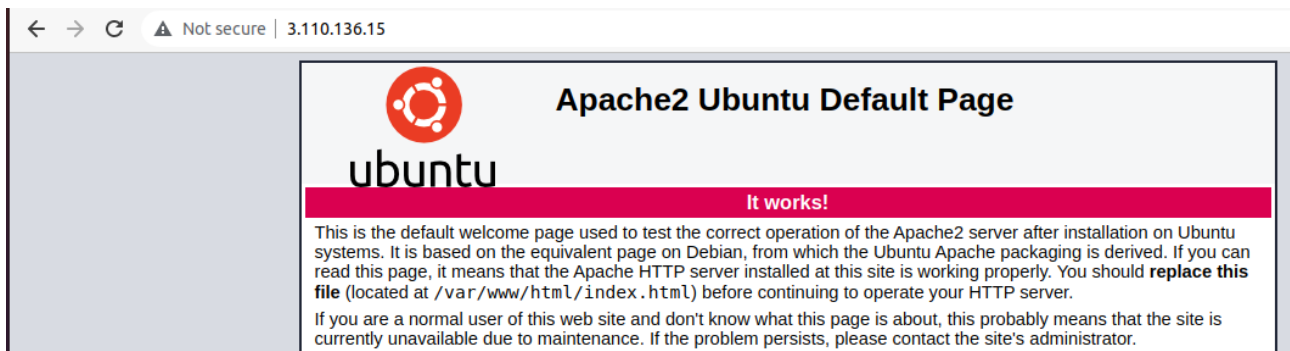 Not secure | 3.110.136.15
Apache2 Ubuntu Default Page
ubuntu
It works!
This is the default welcome page used to test the correct operation of the Apache2 server after installation on Ubuntu
systems. It is based on the equivalent page on Debian, from which the Ubuntu Apache packaging is derived. If you can
read this page, it means that the Apache HTTP server installed at this site is working properly. You should replace this
file (located at /var/www/html/index.html) before continuing to operate your HTTP server.
If you are a normal user of this web site and don't know what this page is about, this probably means that the site is
currently unavailable due to maintenance. If the problem persists, please contact the site's administrator.